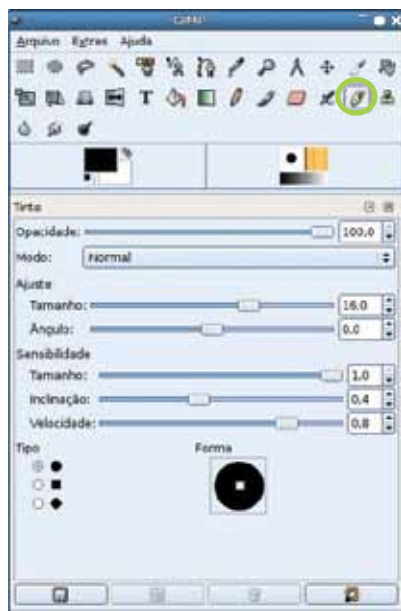 GIMP
Arquivo Extras Ajuda
T
Tinta
Opacidade: 100,0
Modo: Normal
Ajuste
Tamanho: 16,0
Ângulo: 0,0
Sensibilidade
Tamanho: 1,0
Inclinação: 0,4
Velocidade: 0,8
Tipo Forma